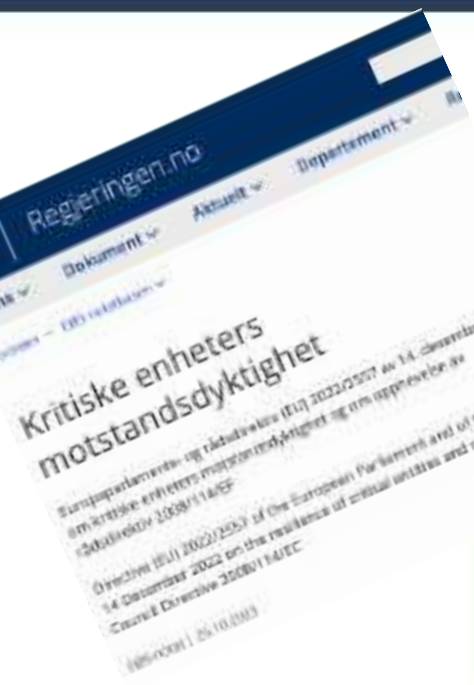 Regjeringen.no
Dokument Aktuelt Departement
Kritiske enheters
motstandsdyktighet
Europaparlaments- og rådsdirektiv (EU) 2022/2557 av 14. desember
om kritiske enheters motstandsdyktighet og om opphevelse av
rådsdirektiv 2008/114/EF
Directive (EU) 2022/2557 of the European Parliament and of
14 December 2022 on the resilience of critical entities and
Council Directive 2008/114/EC